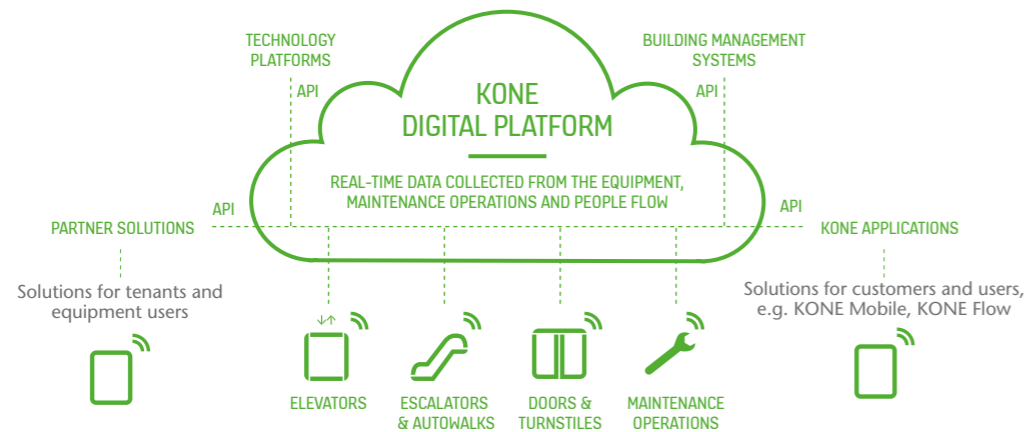 TECHNOLOGY
PLATFORMS
BUILDING MANAGEMENT
SYSTEMS
API
API
KONE
DIGITAL PLATFORM
REAL-TIME DATA COLLECTED FROM THE EQUIPMENT,
MAINTENANCE OPERATIONS AND PEOPLE FLOW
API
API
PARTNER SOLUTIONS
KONE APPLICATIONS
Solutions for tenants and
equipment users
Solutions for customers and users,
e.g. KONE Mobile, KONE Flow
ELEVATORS
ESCALATORS
& AUTOWALKS
DOORS &
TURNSTILES
MAINTENANCE
OPERATIONS